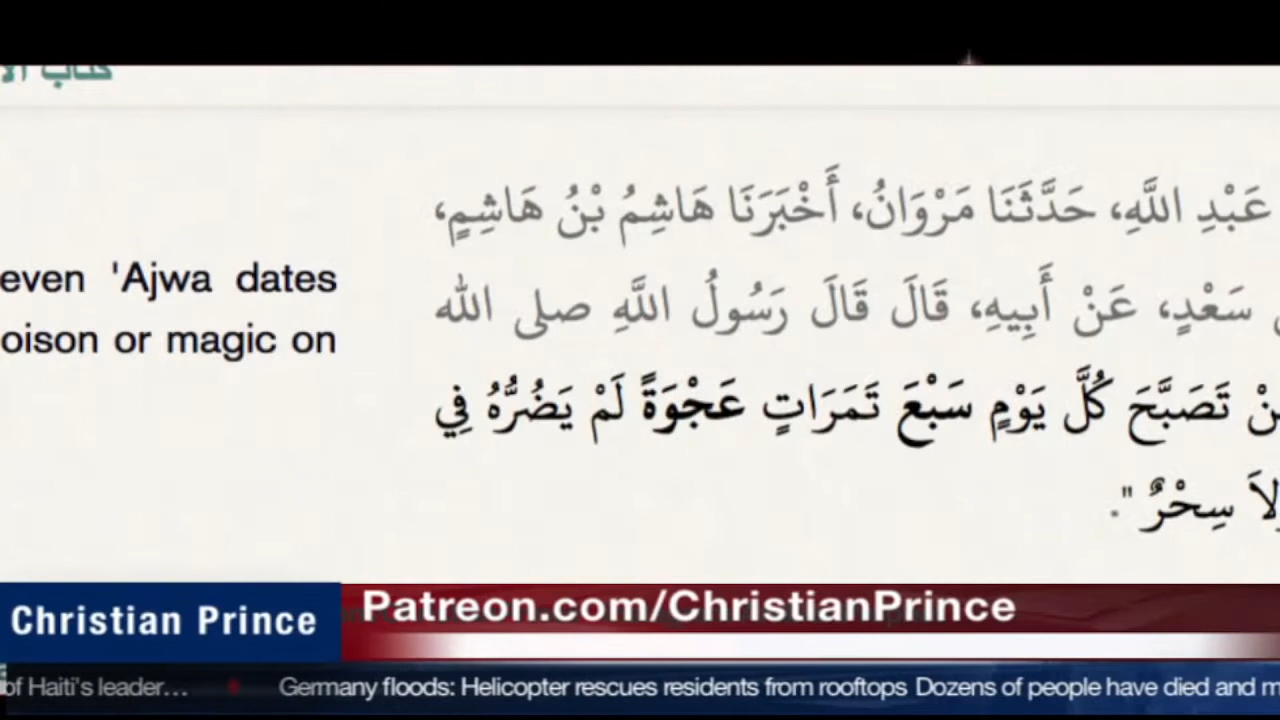 عَبْدِ اللَّهِ، حَدَّثَنَا مَرْوَانُ، أَخْبَرَنَا هَاشِمُ بْنُ هَاشِمٍ،
even 'Ajwa dates
سَعْدٍ، عَنْ أَبِيهِ، قَالَ قَالَ رَسُولُ اللَّهِ صلى الله
oison or magic on
نْ تَصَبَّحَ كُلَّ يَوْمٍ سَبْعَ تَمَرَاتٍ عَجْوَةً لَمْ يَضُرُّهُ فِي
لاَ سِحْرٌ ".
Christian Prince
Patreon.com/ChristianPrince
of Haiti's leader...
Germany floods: Helicopter rescues residents from rooftops Dozens of people have died and m